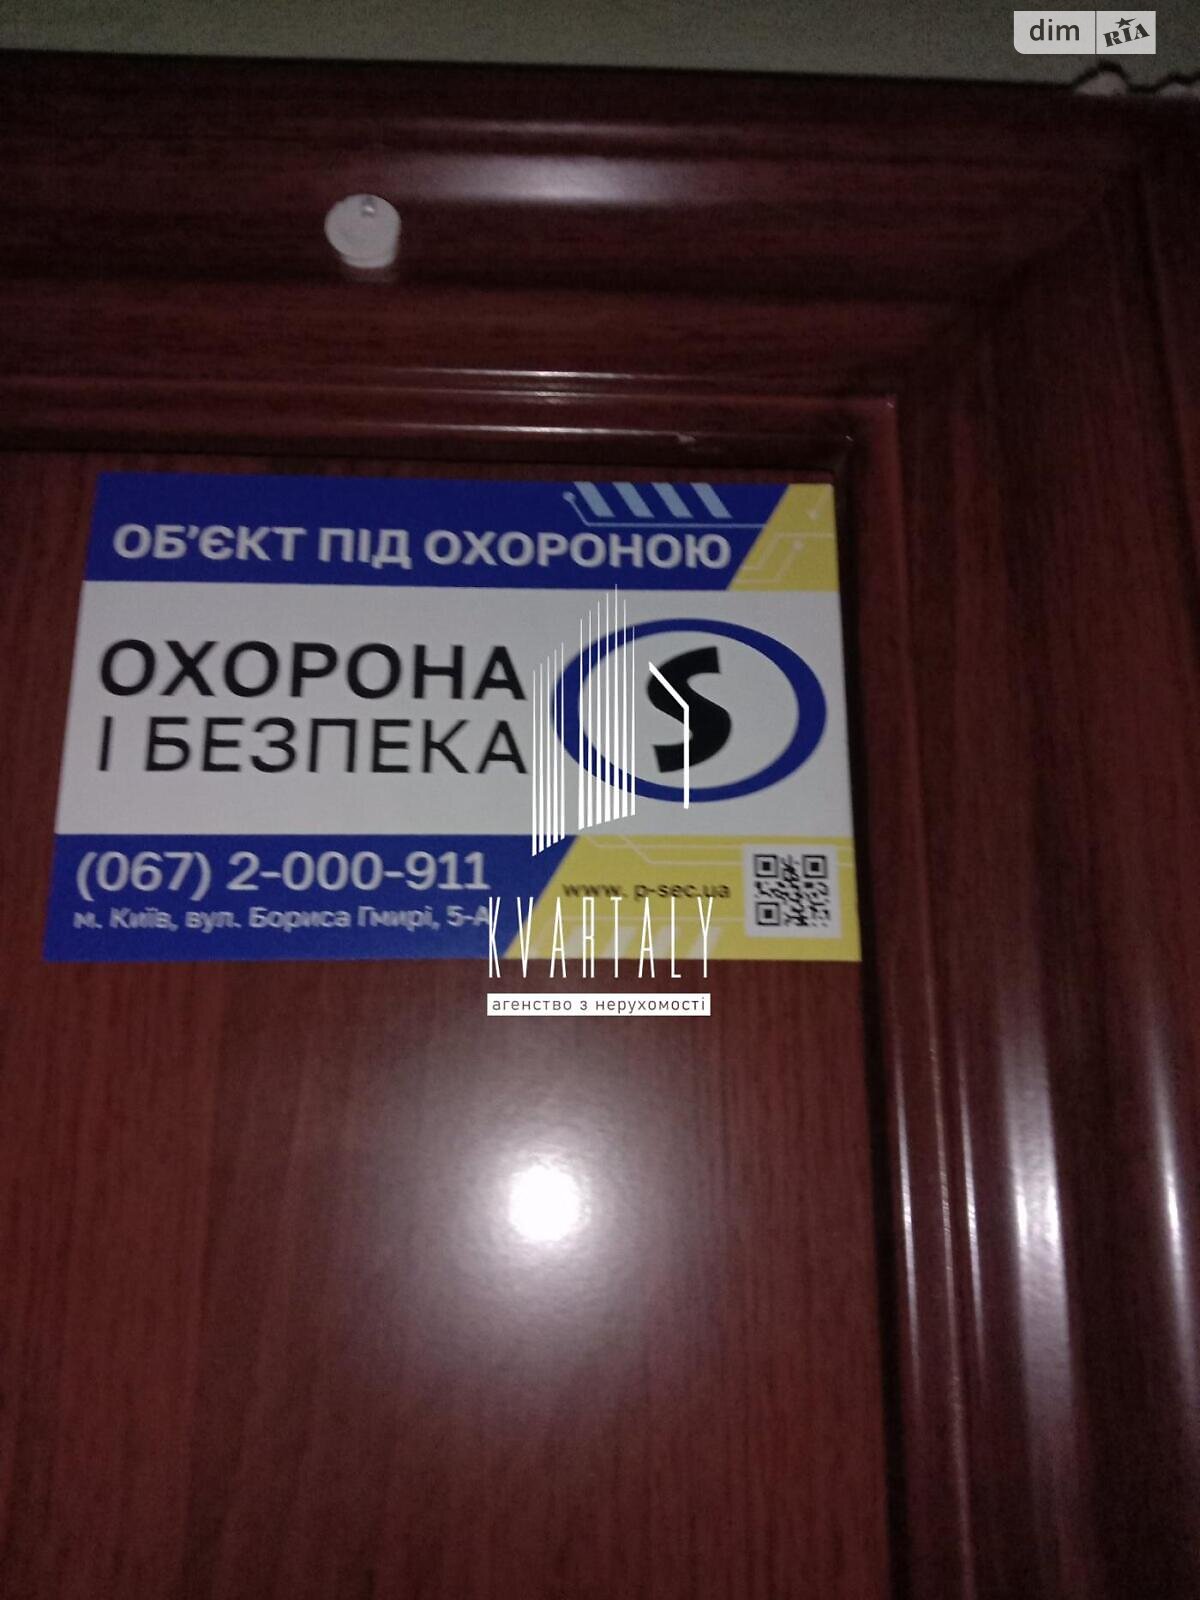 dim RIA
ОБ'ЄКТ ПІД ОХОРОНОЮ
ОХОРОНА
І БЕЗПЕКА
S
(067) 2-000-911
м. Київ, вул. Бориса Гмирі, 5-А
www. p-sec.ua
KVARTALY
агенство з нерухомості